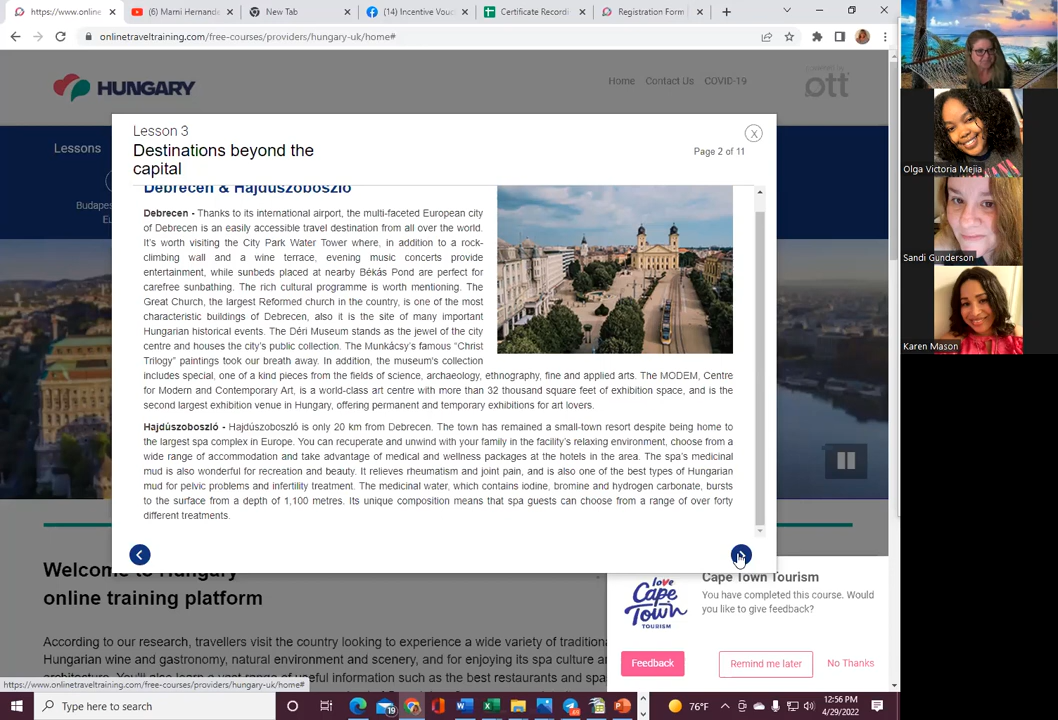 https://www.online
(6) Marni Hernande
New Tab
(14) Incentive Vou
Certificate Recordi
Registration Form
onlinetraveltraining.com/free-courses/providers/hungary-uk/home#
HUNGARY
Home
Contact Us
COVID-19
powered by
ott
Lessons
Lesson 3
Destinations beyond the
capital
X
Page 2 of 11
Debrecen & Hajdúszoboszló
Debrecen - Thanks to its international airport, the multi-faceted European city
of Debrecen is an easily accessible travel destination from all over the world.
It's worth visiting the City Park Water Tower where, in addition to a rock-
climbing wall and a wine terrace, evening music concerts provide
entertainment, while sunbeds placed at nearby Békás Pond are perfect for
carefree sunbathing. The rich cultural programme is worth mentioning. The
Great Church, the largest Reformed church in the country, is one of the most
characteristic buildings of Debrecen, also it is the site of many important
Hungarian historical events. The Déri Museum stands as the jewel of the city
centre and houses the city's public collection. The Munkácsy's famous "Christ
Trilogy" paintings took our breath away. In addition, the museum's collection
includes special, one of a kind pieces from the fields of science, archaeology, ethnography, fine and applied arts. The MODEM, Centre
for Modern and Contemporary Art, is a world-class art centre with more than 32 thousand square feet of exhibition space, and is the
second largest exhibition venue in Hungary, offering permanent and temporary exhibitions for art lovers.
Hajdúszoboszló - Hajdúszoboszló is only 20 km from Debrecen. The town has remained a small-town resort despite being home to
the largest spa complex in Europe. You can recuperate and unwind with your family in the facility's relaxing environment, choose from a
wide range of accommodation and take advantage of medical and wellness packages at the hotels in the area. The spa's medicinal
mud is also wonderful for recreation and beauty. It relieves rheumatism and joint pain, and is also one of the best types of Hungarian
mud for pelvic problems and infertility treatment. The medicinal water, which contains iodine, bromine and hydrogen carbonate, bursts
to the surface from a depth of 1,100 metres. Its unique composition means that spa guests can choose from a range of over forty
different treatments.
Budape
Eu
Welcome to Hungary
online training platform
According to our research, travellers visit the country looking to experience a wide variety of traditiona
Hungarian wine and gastronomy, natural environment and scenery, and for enjoying its spa culture a
love
Cape
Town
TOURISM
Cape Town Tourism
You have completed this course. Would
you like to give feedback?
Feedback
Remind me later
No Thanks
https://www.onlinetraveltraining.com/free-courses/providers/hungary-uk/home#
Type here to search
19
76°F
12:56 PM
4/29/2022
Olga Victoria Mejia
Sandi Gunderson
Karen Mason